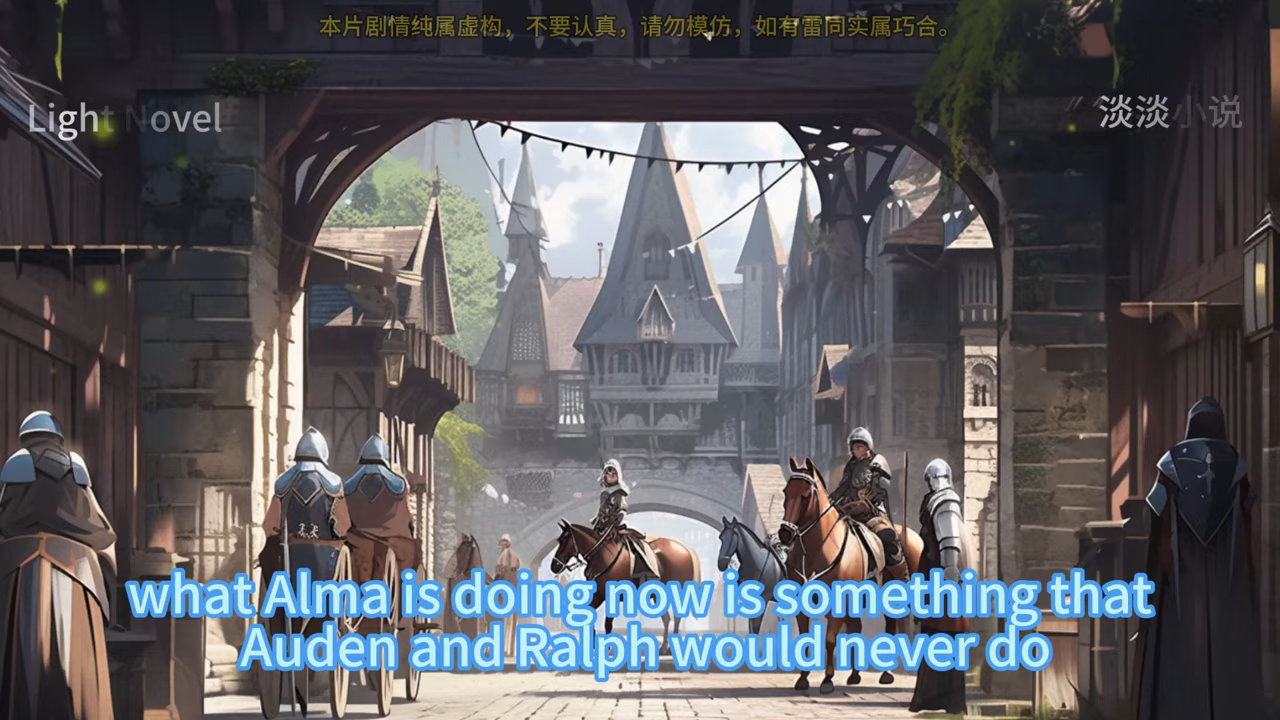 本片剧情纯属虚构，不要认真，请勿模仿，如有雷同实属巧合。
Light Novel
淡淡小说
what Alma is doing now is something that
Auden and Ralph would never do